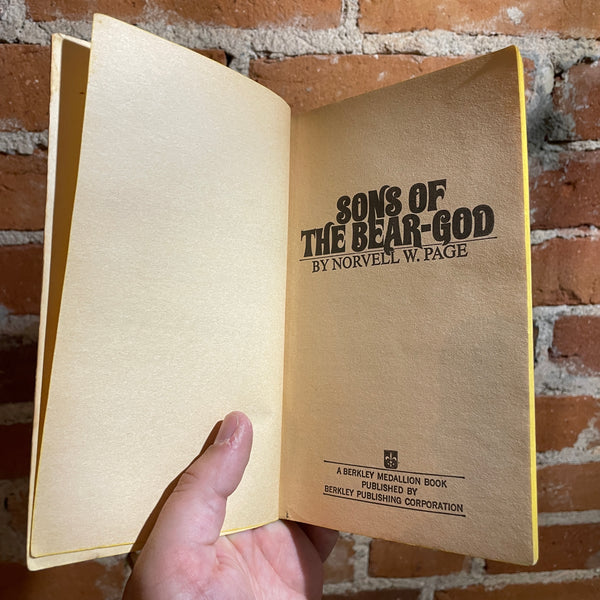 SONS OF
THE BEAR-GOD
BY NORVELL W. PAGE
A BERKLEY MEDALLION BOOK
PUBLISHED BY
BERKLEY PUBLISHING CORPORATION